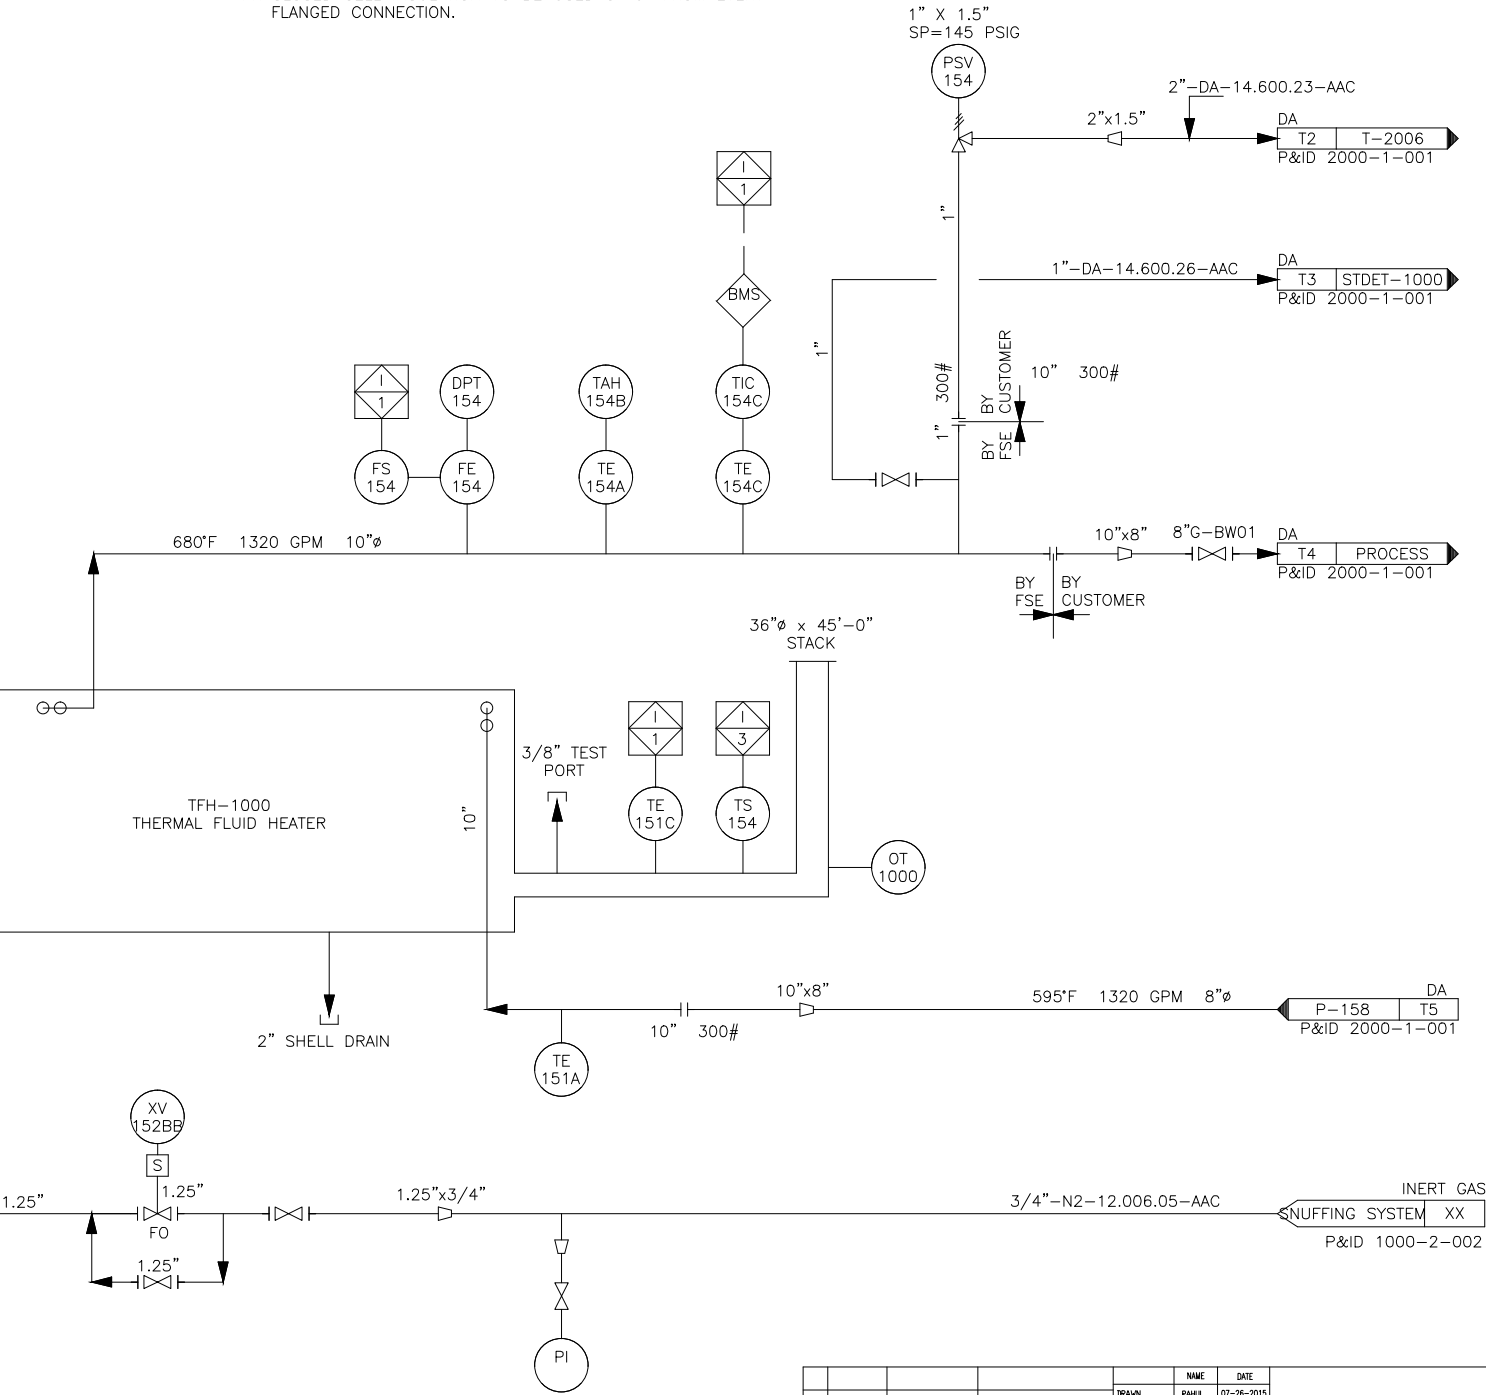 FLANGED CONNECTION.
1” X 1.5”
SP=145 PSIG
PSV
154
2”-DA-14.600.23-AAC
2”x1.5”
DA
T2 T-2006
P&ID 2000-1-001
I
1
1”
1”-DA-14.600.26-AAC
DA
T3 STDET-1000
P&ID 2000-1-001
BMS
1”
300#
BY CUSTOMER
10” 300#
1”
BY FSE
I
1
DPT
154
TAH
154B
TIC
154C
FS
154
FE
154
TE
154A
TE
154C
680°F 1320 GPM 10”ø
10”x8”
8”G-BW01
DA
T4 PROCESS
P&ID 2000-1-001
BY
FSE
BY
CUSTOMER
36”ø x 45’-0”
STACK
3/8” TEST
PORT
I
1
I
3
TFH-1000
THERMAL FLUID HEATER
10”
TE
151C
TS
154
OT
1000
2” SHELL DRAIN
10”x8”
595°F 1320 GPM 8”ø
DA
P-158 T5
P&ID 2000-1-001
10” 300#
TE
151A
XV
152BB
S
1.25”
1.25”
FO
1.25”
1.25”x3/4”
3/4”-N2-12.006.05-AAC
INERT GAS
SNUFFING SYSTEM XX
P&ID 1000-2-002
PI
NAME DATE
DRAWN RAHUL 07-26-2015